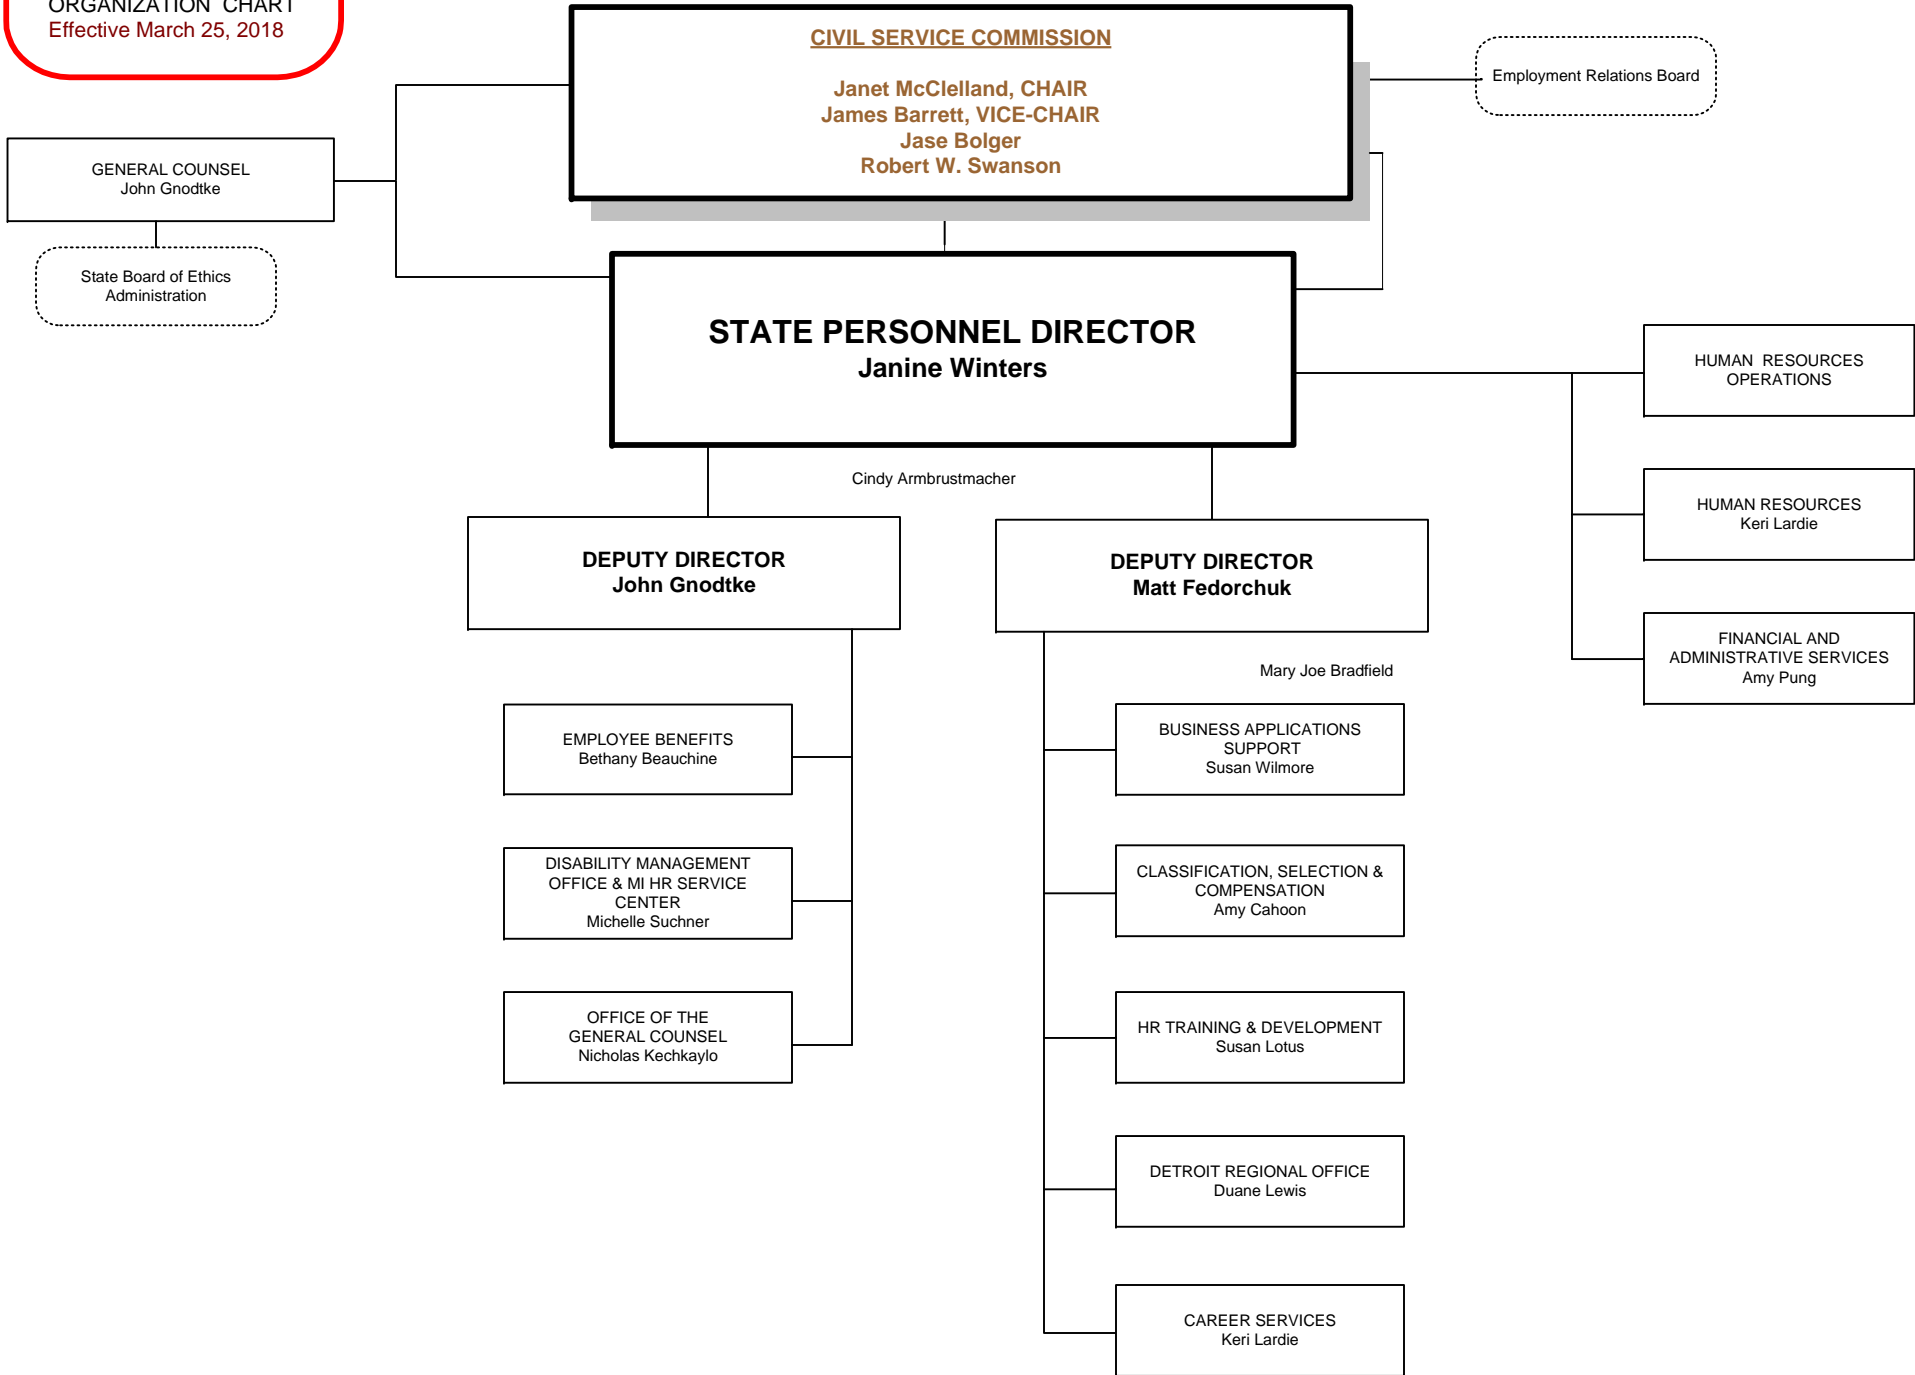 ORGANIZATION CHART
Effective March 25, 2018
CIVIL SERVICE COMMISSION
Janet McClelland, CHAIR
James Barrett, VICE-CHAIR
Jase Bolger
Robert W. Swanson
Employment Relations Board
GENERAL COUNSEL
John Gnodtke
State Board of Ethics
Administration
STATE PERSONNEL DIRECTOR
Janine Winters
HUMAN RESOURCES
OPERATIONS
HUMAN RESOURCES
Keri Lardie
FINANCIAL AND
ADMINISTRATIVE SERVICES
Amy Pung
Cindy Armbrustmacher
DEPUTY DIRECTOR
John Gnodtke
DEPUTY DIRECTOR
Matt Fedorchuk
Mary Joe Bradfield
EMPLOYEE BENEFITS
Bethany Beauchine
DISABILITY MANAGEMENT
OFFICE & MI HR SERVICE
CENTER
Michelle Suchner
OFFICE OF THE
GENERAL COUNSEL
Nicholas Kechkaylo
BUSINESS APPLICATIONS
SUPPORT
Susan Wilmore
CLASSIFICATION, SELECTION &
COMPENSATION
Amy Cahoon
HR TRAINING & DEVELOPMENT
Susan Lotus
DETROIT REGIONAL OFFICE
Duane Lewis
CAREER SERVICES
Keri Lardie